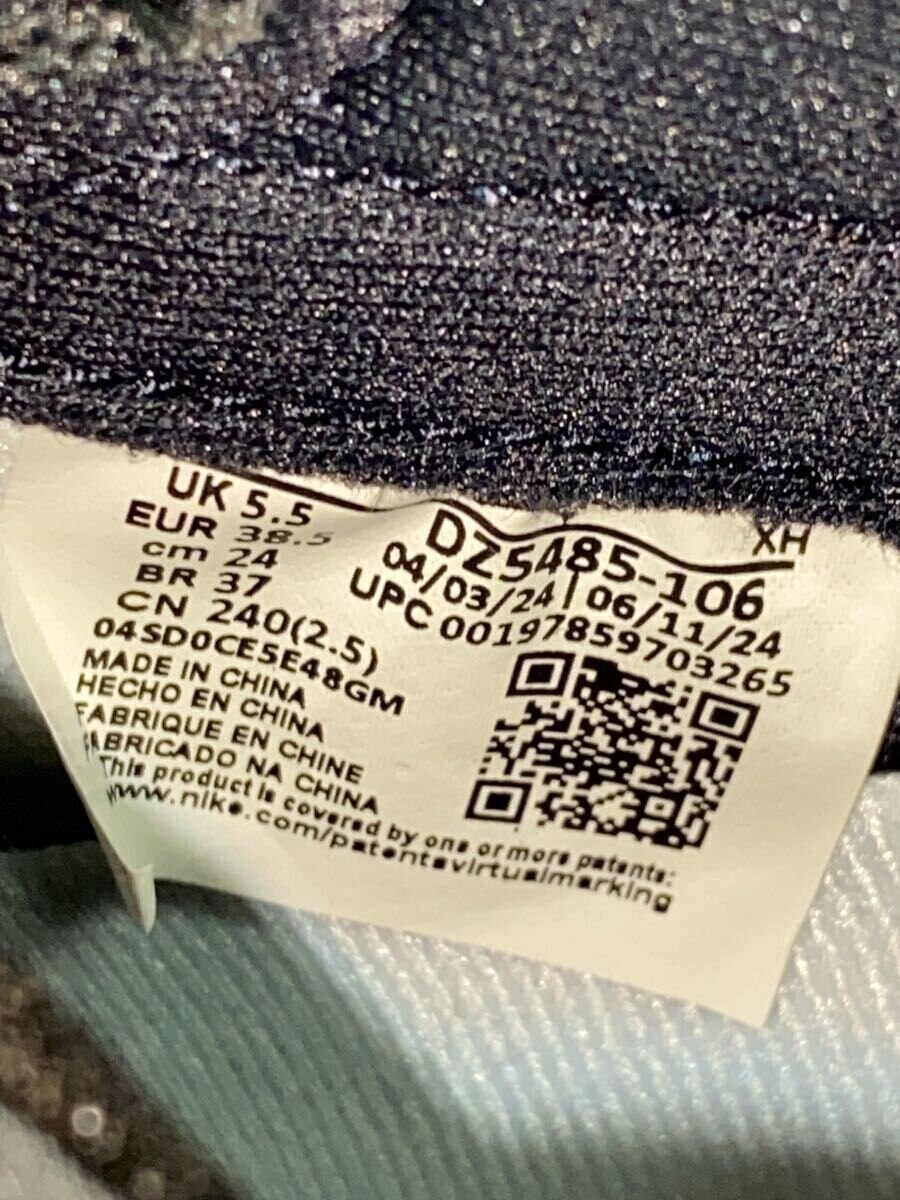 UK 5.5
EUR 38.5
cm 24
BR 37
CN 240(2.5)
04SD0CE5E48GM
MADE IN CHINA
HECHO EN CHINA
FABRIQUE EN CHINE
FABRICADO NA CHINA
This product is covered by one or more patents:
www.nike.com/patentsvirtualmarking
XH
DZ5485-106
04/03/24 | 06/11/24
UPC 00197859703265